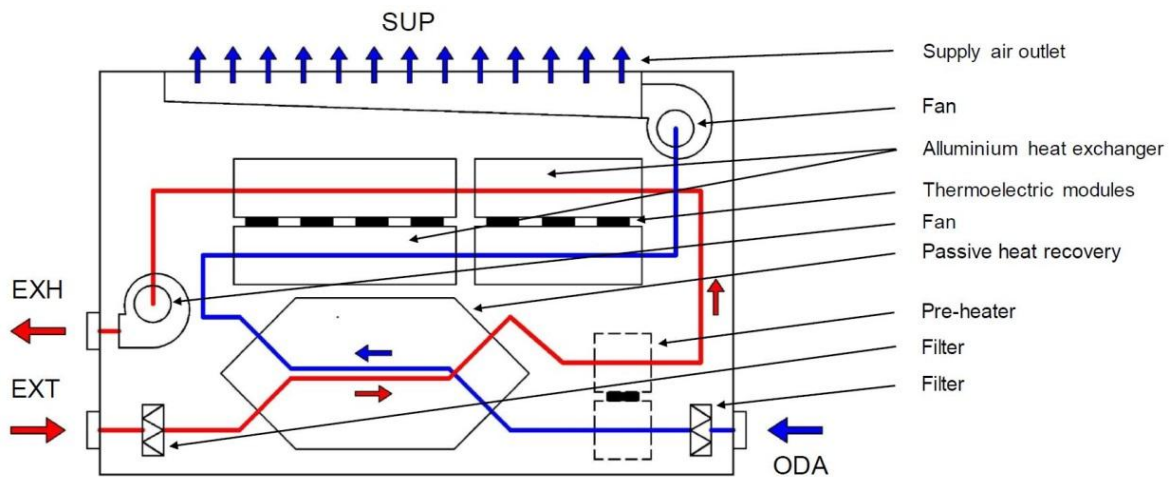 SUP
Supply air outlet
Fan
Alluminium heat exchanger
Thermoelectric modules
Fan
Passive heat recovery
EXH
Pre-heater
Filter
EXT
Filter
ODA